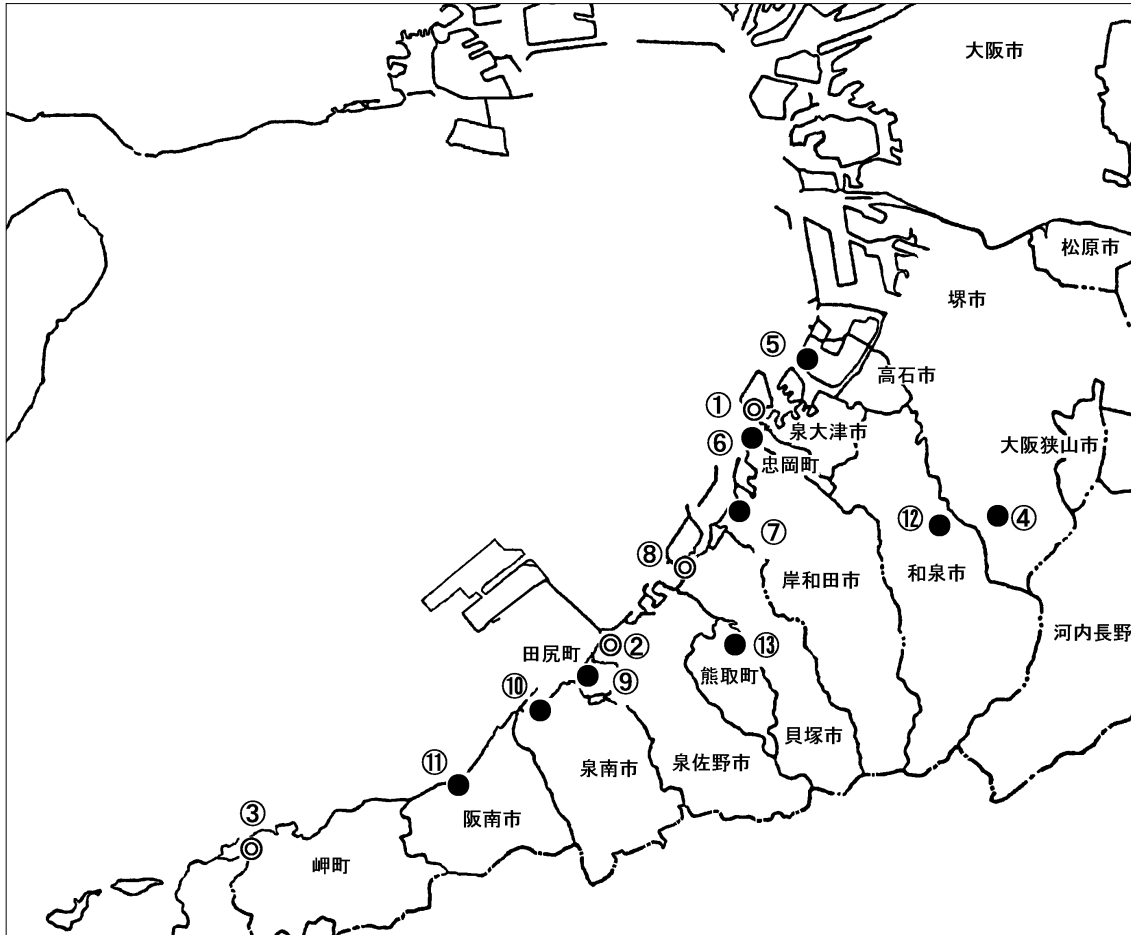 大阪市
松原市
堺市
⑤
高石市
①
泉大津市
⑥
忠岡町
大阪狭山市
⑫
④
⑦
⑧
岸和田市
和泉市
河内長野
②
田尻町
⑬
⑨
熊取町
⑩
貝塚市
泉佐野市
泉南市
⑪
阪南市
③
岬町